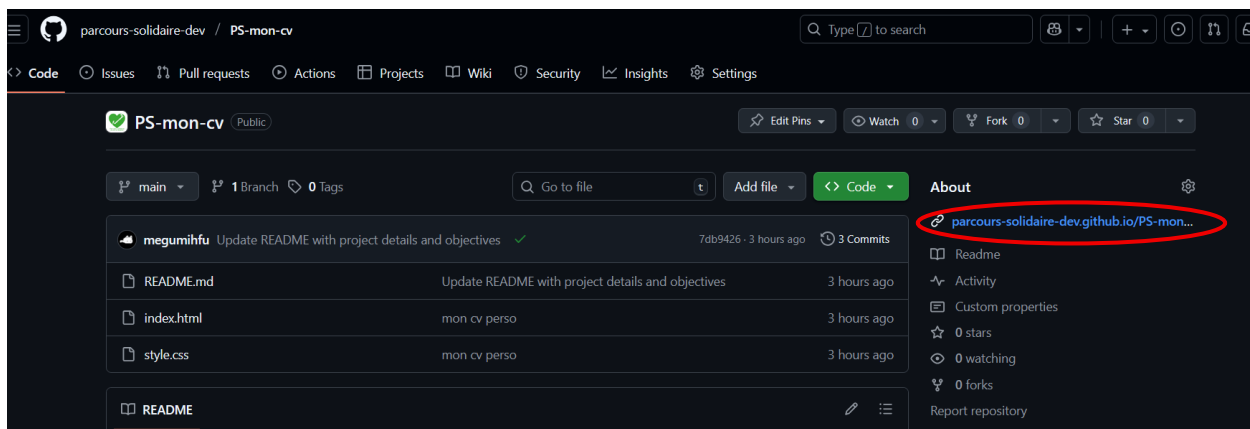 parcours-solidaire-dev / PS-mon-cv
Type / to search
Code Issues Pull requests Actions Projects Wiki Security Insights Settings
PS-mon-cv Public
Edit Pins Watch 0 Fork 0 Star 0
main 1 Branch 0 Tags Go to file t Add file Code
megumihfu Update README with project details and objectives 7db9426 · 3 hours ago 3 Commits
README.md Update README with project details and objectives 3 hours ago
index.html mon cv perso 3 hours ago
style.css mon cv perso 3 hours ago
README
About
parcours-solidaire-dev.github.io/PS-mon...
Readme
Activity
Custom properties
0 stars
0 watching
0 forks
Report repository